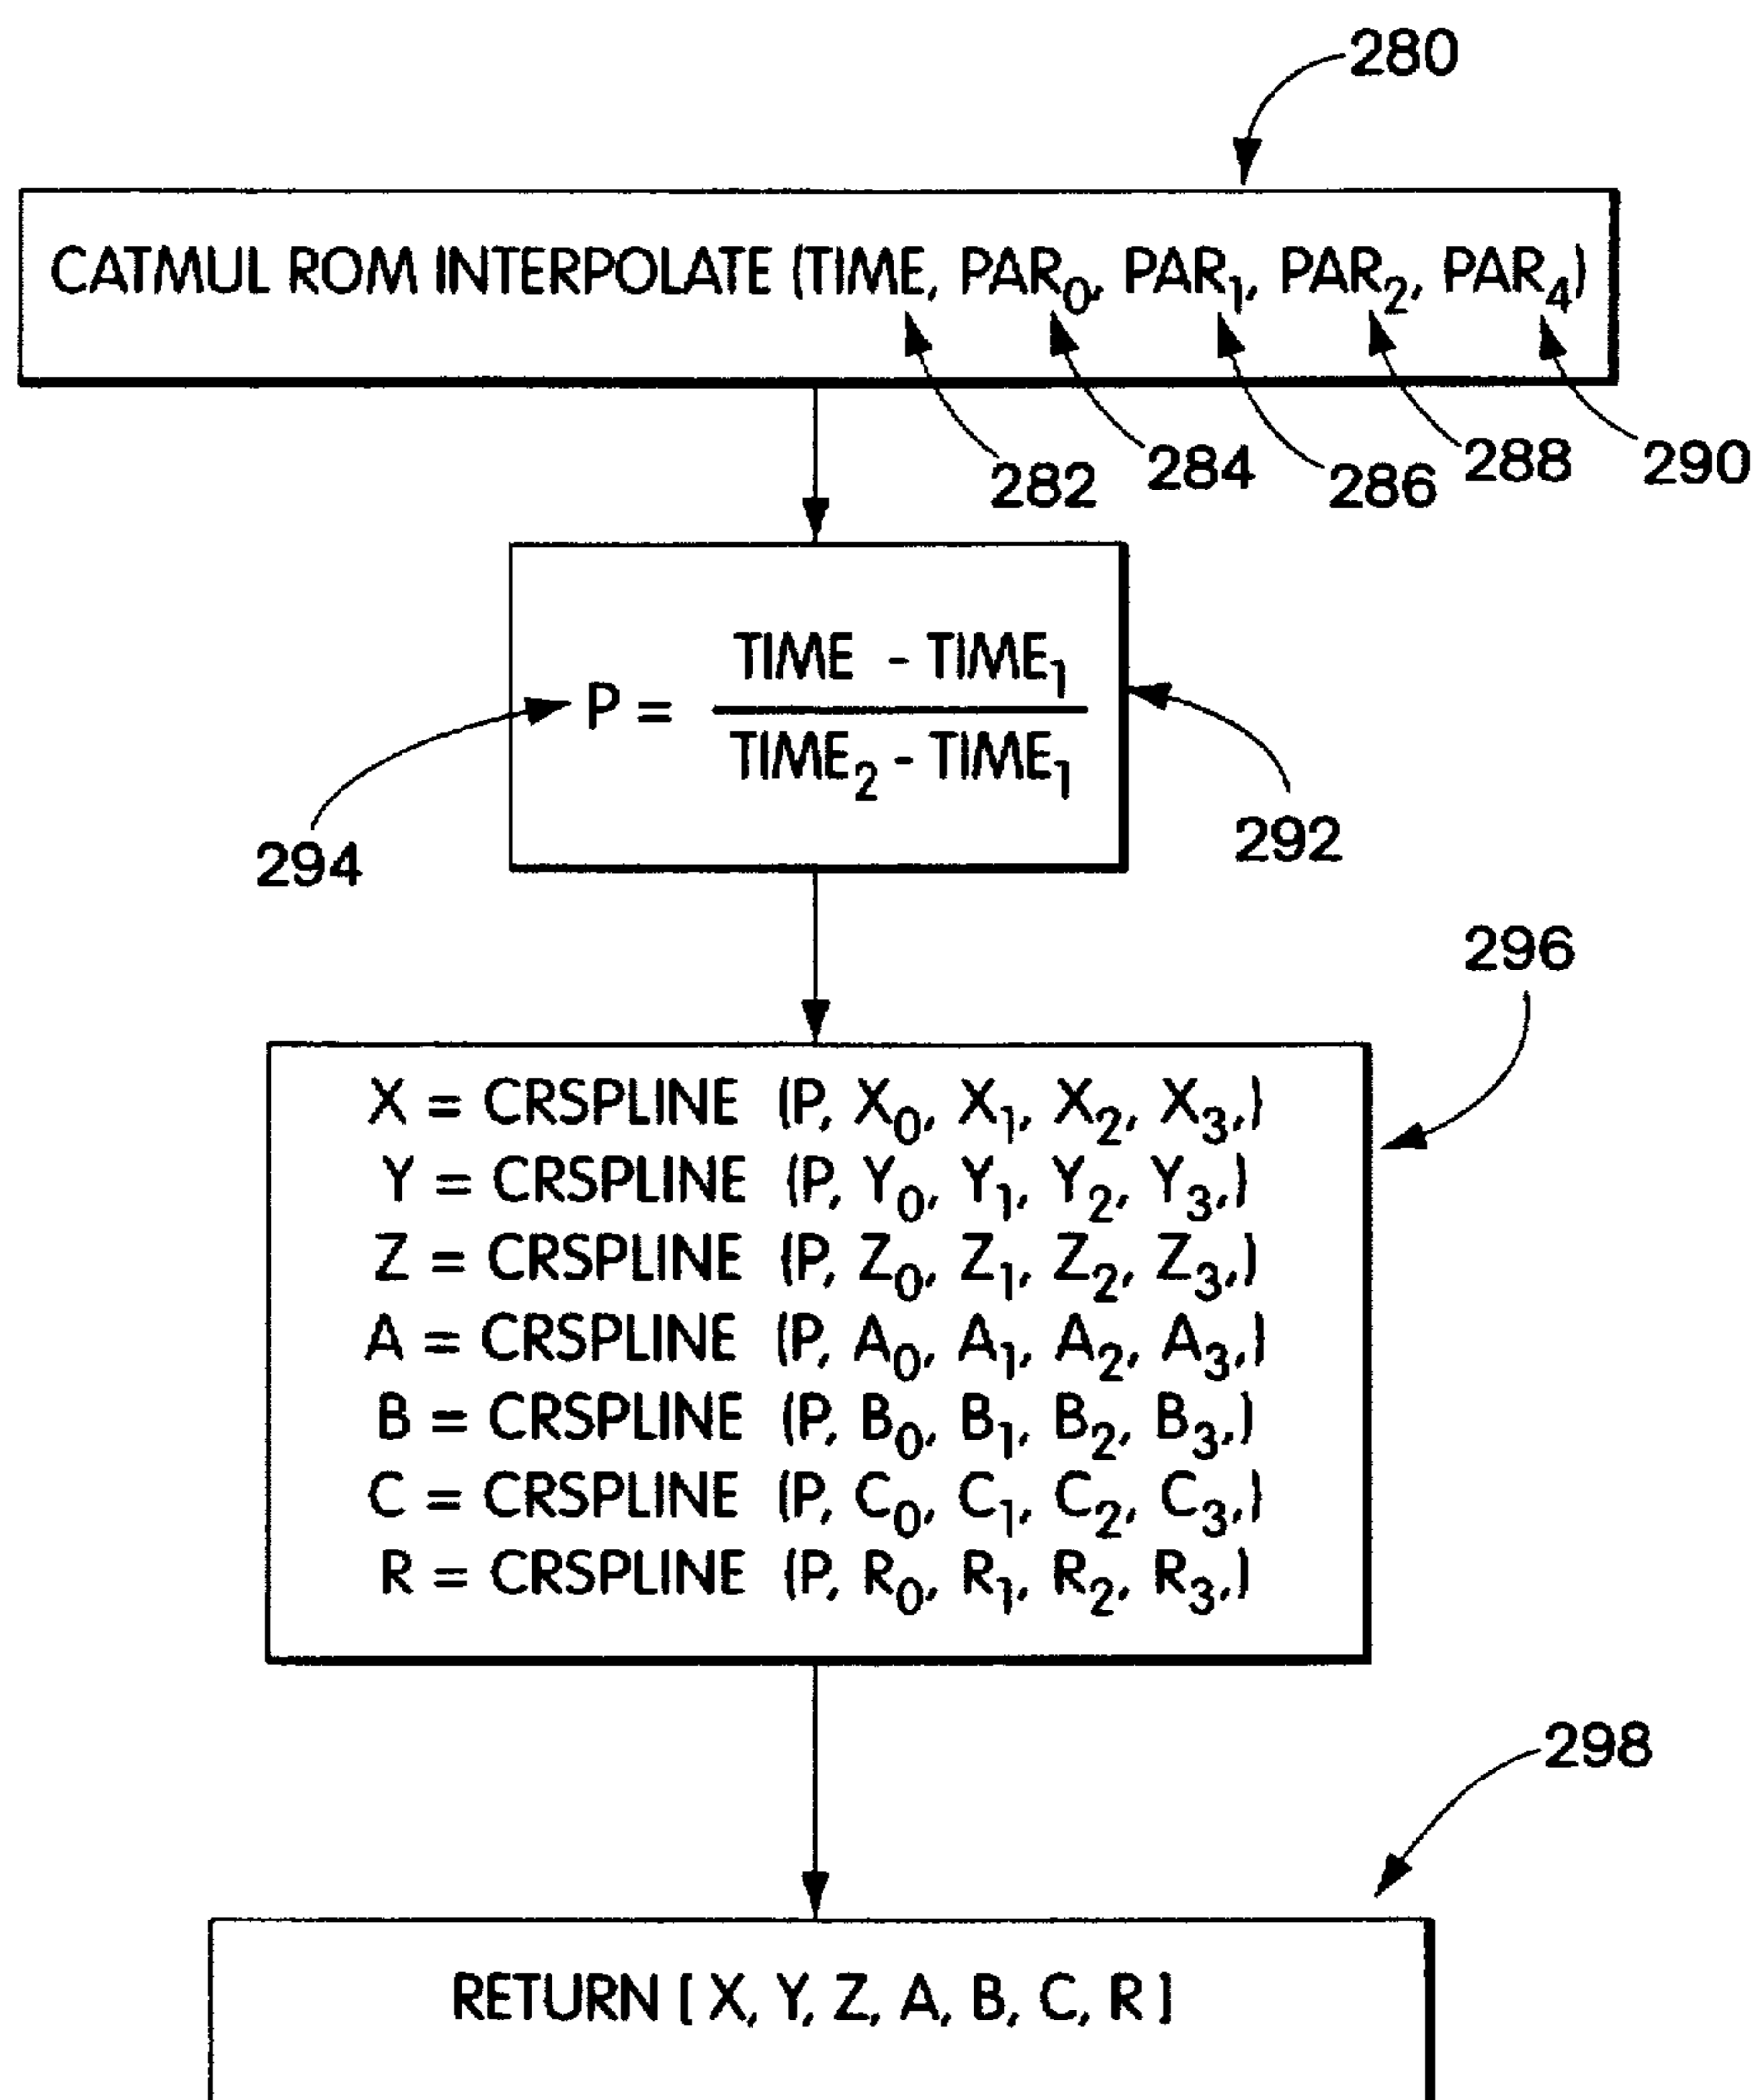 280
CATMUL ROM INTERPOLATE (TIME, PAR₀, PAR₁, PAR₂, PAR₄)
282 284 286 288 290
P = TIME - TIME₁
TIME₂ - TIME₁
294
292
296
X = CRSPLINE (P, X₀, X₁, X₂, X₃,)
Y = CRSPLINE (P, Y₀, Y₁, Y₂, Y₃,)
Z = CRSPLINE (P, Z₀, Z₁, Z₂, Z₃,)
A = CRSPLINE (P, A₀, A₁, A₂, A₃,)
B = CRSPLINE (P, B₀, B₁, B₂, B₃,)
C = CRSPLINE (P, C₀, C₁, C₂, C₃,)
R = CRSPLINE (P, R₀, R₁, R₂, R₃,)
298
RETURN [ X, Y, Z, A, B, C, R ]